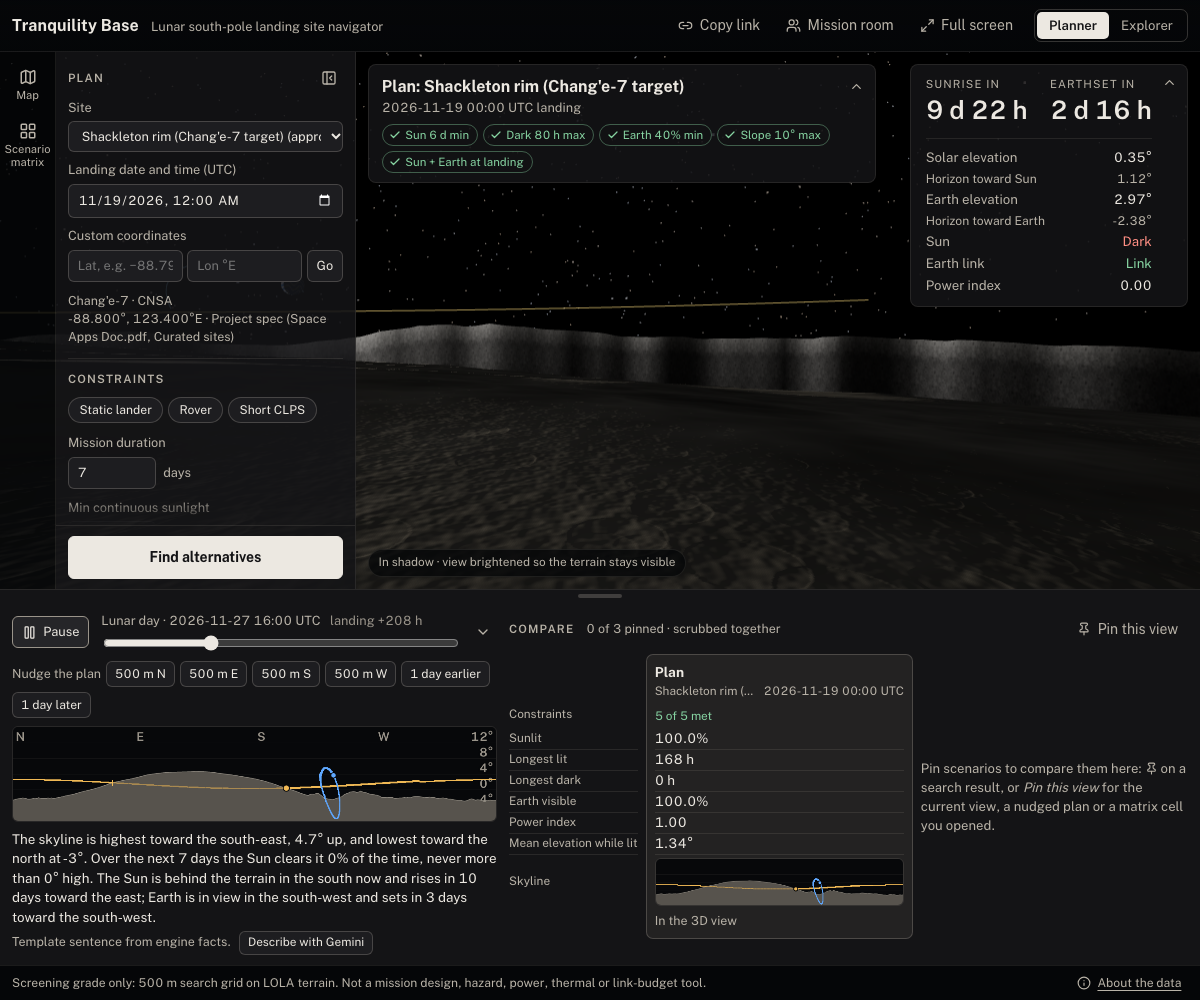 Tranquility Base Lunar south-pole landing site navigator
Copy link Mission room Full screen Planner Explorer
Map
Scenario
matrix
PLAN
Site
Shackleton rim (Chang'e-7 target) (appro
Landing date and time (UTC)
11/19/2026, 12:00 AM
Custom coordinates
Lat, e.g. −88.79 Lon °E Go
Chang'e-7 · CNSA
-88.800°, 123.400°E · Project spec (Space
Apps Doc.pdf, Curated sites)
CONSTRAINTS
Static lander Rover Short CLPS
Mission duration
7 days
Min continuous sunlight
Find alternatives
Plan: Shackleton rim (Chang'e-7 target)
2026-11-19 00:00 UTC landing
Sun 6 d min Dark 80 h max Earth 40% min Slope 10° max
Sun + Earth at landing
SUNRISE IN EARTHSET IN
9 d 22 h 2 d 16 h
Solar elevation 0.35°
Horizon toward Sun 1.12°
Earth elevation 2.97°
Horizon toward Earth -2.38°
Sun Dark
Earth link Link
Power index 0.00
In shadow · view brightened so the terrain stays visible
Pause
Lunar day · 2026-11-27 16:00 UTC landing +208 h
Nudge the plan 500 m N 500 m E 500 m S 500 m W 1 day earlier
1 day later
N E S W 12°
8°
4°
0°
4°
The skyline is highest toward the south-east, 4.7° up, and lowest toward the
north at -3°. Over the next 7 days the Sun clears it 0% of the time, never more
than 0° high. The Sun is behind the terrain in the south now and rises in 10
days toward the east; Earth is in view in the south-west and sets in 3 days
toward the south-west.
Template sentence from engine facts. Describe with Gemini
COMPARE 0 of 3 pinned · scrubbed together
Pin this view
Plan
Shackleton rim (... 2026-11-19 00:00 UTC
Constraints 5 of 5 met
Sunlit 100.0%
Longest lit 168 h
Longest dark 0 h
Earth visible 100.0%
Power index 1.00
Mean elevation while lit 1.34°
Skyline
In the 3D view
Pin scenarios to compare them here: on a
search result, or Pin this view for the
current view, a nudged plan or a matrix cell
you opened.
Screening grade only: 500 m search grid on LOLA terrain. Not a mission design, hazard, power, thermal or link-budget tool.
About the data